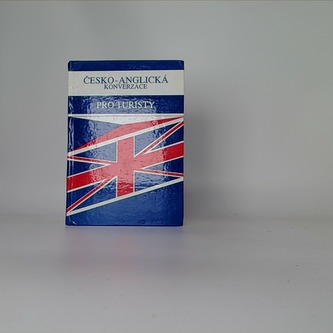 ČESKO-ANGLICKÁ
KONVERZACE
PRO TURISTY